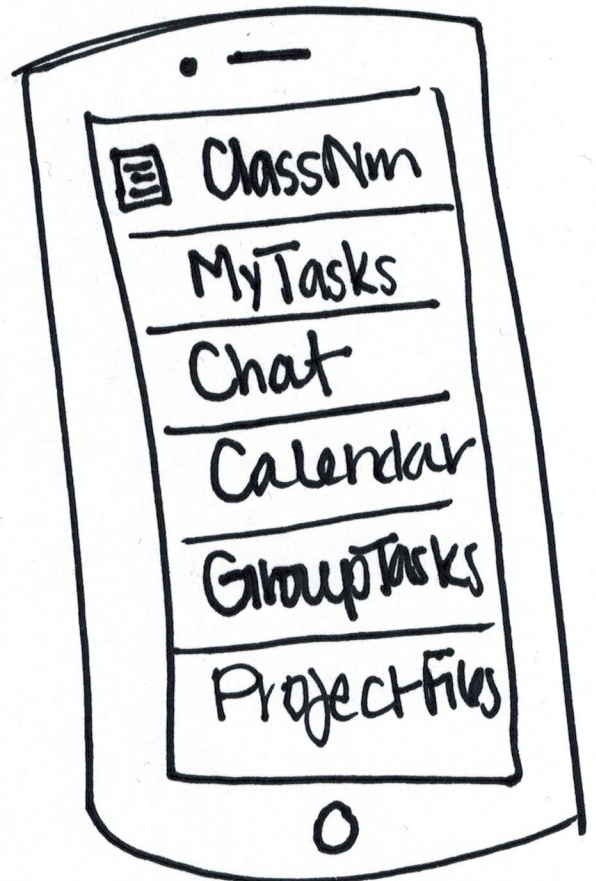 ClassNm
MyTasks
Chat
Calendar
GroupTasks
ProjectFiles